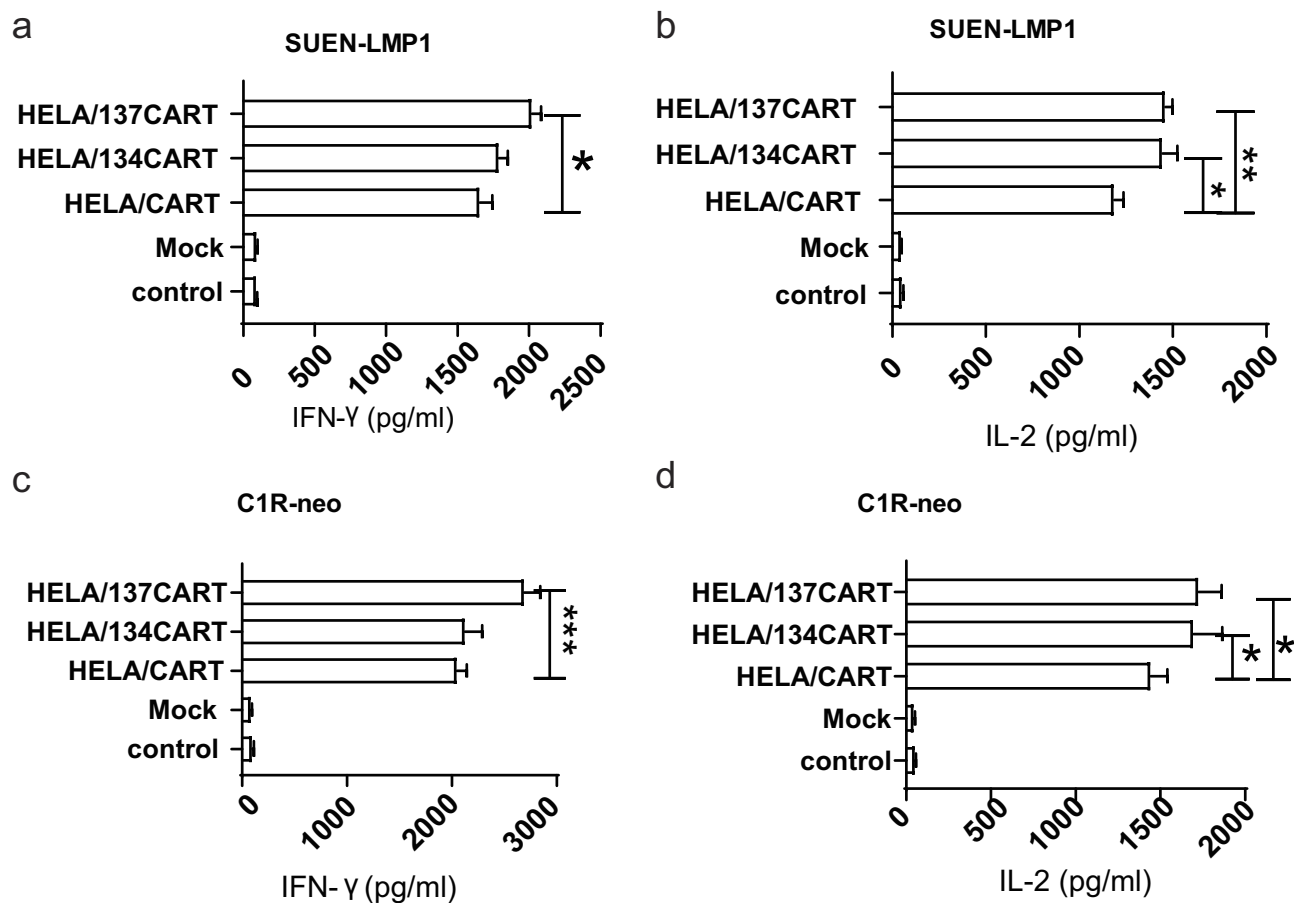 a
SUEN-LMP1
HELA/137CART
HELA/134CART
HELA/CART
Mock
control
*
0 500 1000 1500 2000 2500
IFN-γ (pg/ml)
b
SUEN-LMP1
HELA/137CART
HELA/134CART
HELA/CART
Mock
control
* **
0 500 1000 1500 2000
IL-2 (pg/ml)
c
C1R-neo
HELA/137CART
HELA/134CART
HELA/CART
Mock
control
***
0 1000 2000 3000
IFN- γ (pg/ml)
d
C1R-neo
HELA/137CART
HELA/134CART
HELA/CART
Mock
control
* *
0 500 1000 1500 2000
IL-2 (pg/ml)